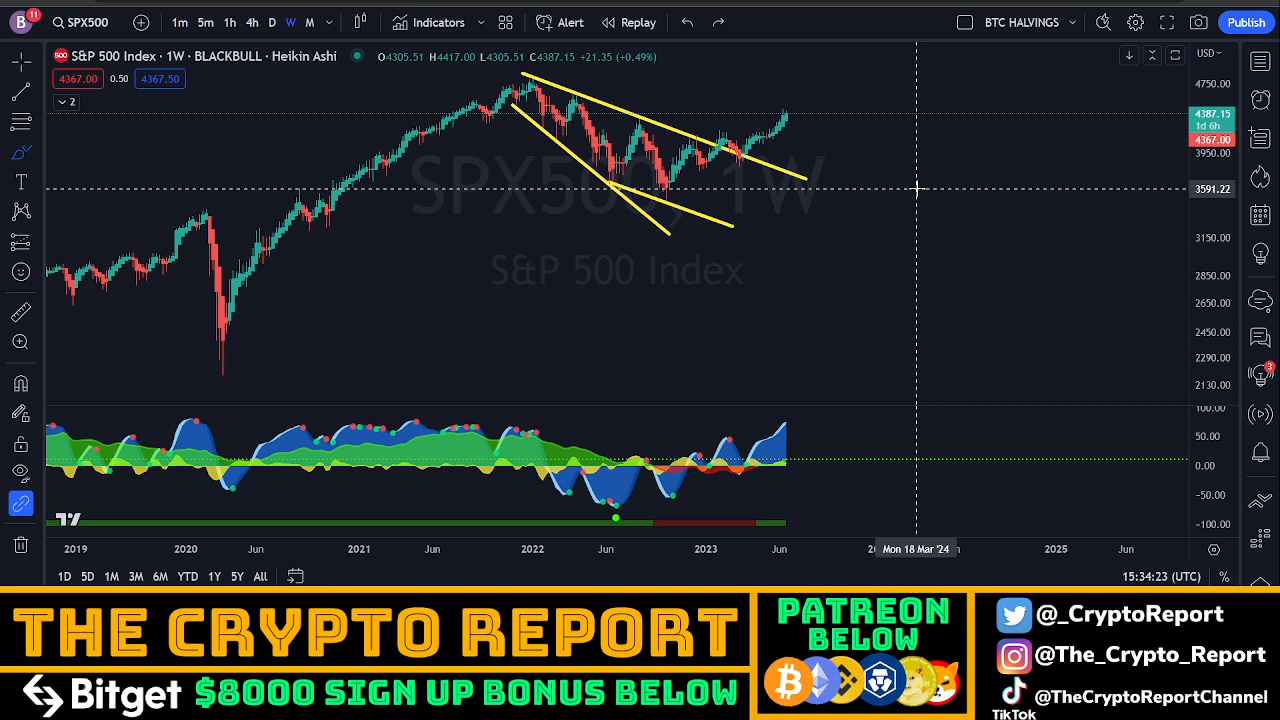 B 11 SPX500 1m 5m 1h 4h D W M Indicators Alert Replay BTC HALVINGS Publish
500 S&P 500 Index · 1W · BLACKBULL · Heikin Ashi O4305.51 H4417.00 L4305.51 C4387.15 +21.35 (+0.49%) USD
4367.00 0.50 4367.50
2
SPX500, 1W
S&P 500 Index
4750.00
4387.15
1d 6h
4367.00
3950.00
3591.22
3150.00
2850.00
2650.00
2450.00
2290.00
2130.00
3
100.00
50.00
0.00
−50.00
−100.00
2019 2020 Jun 2021 Jun 2022 Jun 2023 Jun Mon 18 Mar '24 2025 Jun
1D 5D 1M 3M 6M YTD 1Y 5Y All 15:34:23 (UTC) %
THE CRYPTO REPORT
Bitget $8000 SIGN UP BONUS BELOW
PATREON
BELOW
@_CryptoReport
@The_Crypto_Report
@TheCryptoReportChannel
TikTok